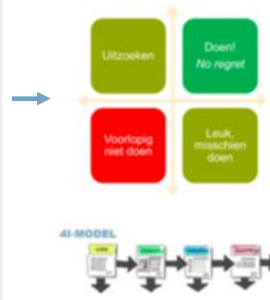 Uitzoeken
Doen!
No regret
Voorlopig
niet doen
Leuk,
misschien
doen
4I-MODEL